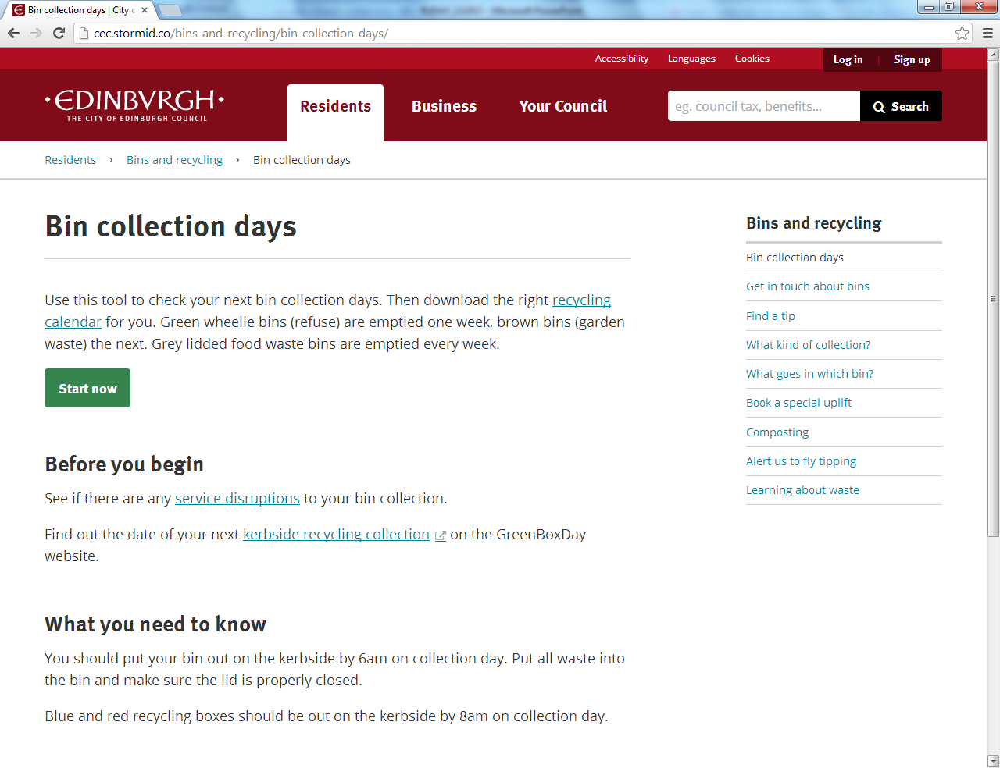 Bin collection days | City c
cec.stormid.co/bins-and-recycling/bin-collection-days/
Accessibility Languages Cookies Log in | Sign up
EDINBVRGH
THE CITY OF EDINBURGH COUNCIL
Residents Business Your Council eg. council tax, benefits... Search
Residents › Bins and recycling › Bin collection days
Bin collection days
Use this tool to check your next bin collection days. Then download the right recycling
calendar for you. Green wheelie bins (refuse) are emptied one week, brown bins (garden
waste) the next. Grey lidded food waste bins are emptied every week.
Start now
Before you begin
See if there are any service disruptions to your bin collection.
Find out the date of your next kerbside recycling collection on the GreenBoxDay
website.
What you need to know
You should put your bin out on the kerbside by 6am on collection day. Put all waste into
the bin and make sure the lid is properly closed.
Blue and red recycling boxes should be out on the kerbside by 8am on collection day.
Bins and recycling
Bin collection days
Get in touch about bins
Find a tip
What kind of collection?
What goes in which bin?
Book a special uplift
Composting
Alert us to fly tipping
Learning about waste